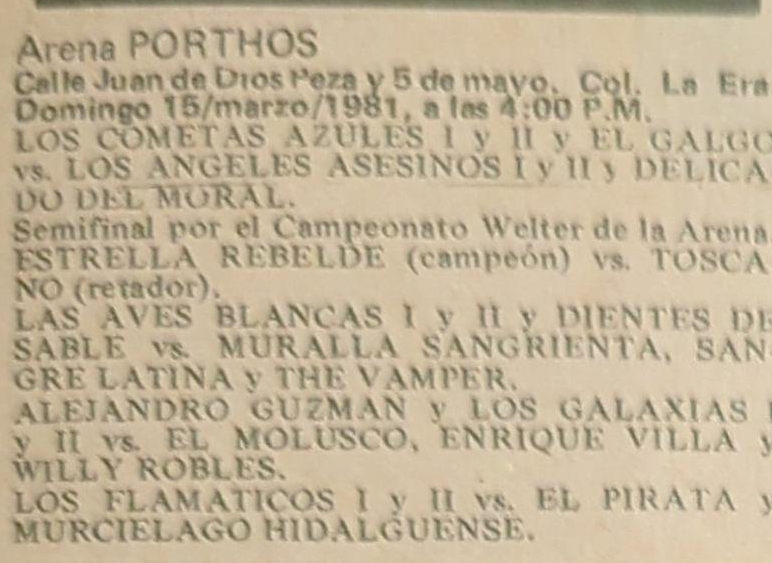 Arena PORTHOS
Calle Juan de Dios Peza y 5 de mayo. Col. La Era
Domingo 15/marzo/1981, a las 4:00 P.M.
LOS COMETAS AZULES I y II y EL GALGO
vs. LOS ANGELES ASESINOS I y II y DELICA
DO DEL MORAL.
Semifinal por el Campeonato Welter de la Arena
ESTRELLA REBELDE (campeón) vs. TOSCA
NO (retador).
LAS AVES BLANCAS I y II y DIENTES DE
SABLE vs. MURALLA SANGRIENTA, SAN-
GRE LATINA y THE VAMPER.
ALEJANDRO GUZMAN y LOS GALAXIAS I
y II vs. EL MOLUSCO, ENRIQUE VILLA y
WILLY ROBLES.
LOS FLAMATICOS I y II vs. EL PIRATA y
MURCIELAGO HIDALGUENSE.